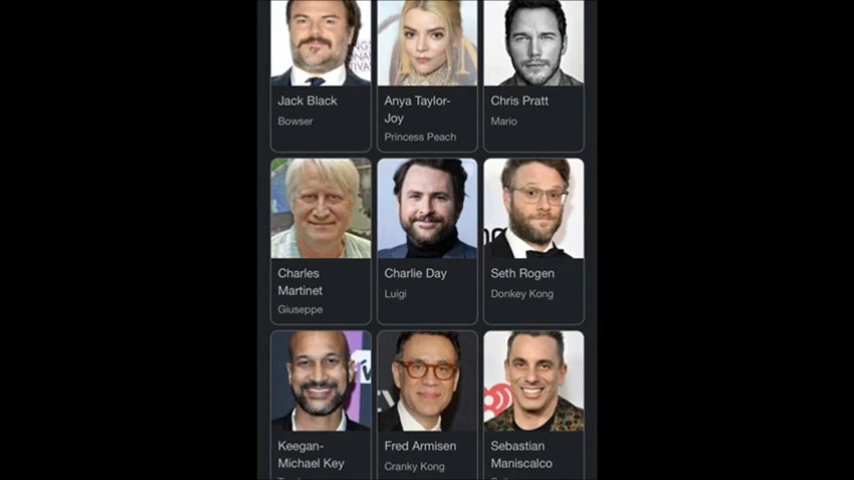 Jack Black
Bowser
Anya Taylor-
Joy
Princess Peach
Chris Pratt
Mario
Charles
Martinet
Giuseppe
Charlie Day
Luigi
Seth Rogen
Donkey Kong
Keegan-
Michael Key
Fred Armisen
Cranky Kong
Sebastian
Maniscalco